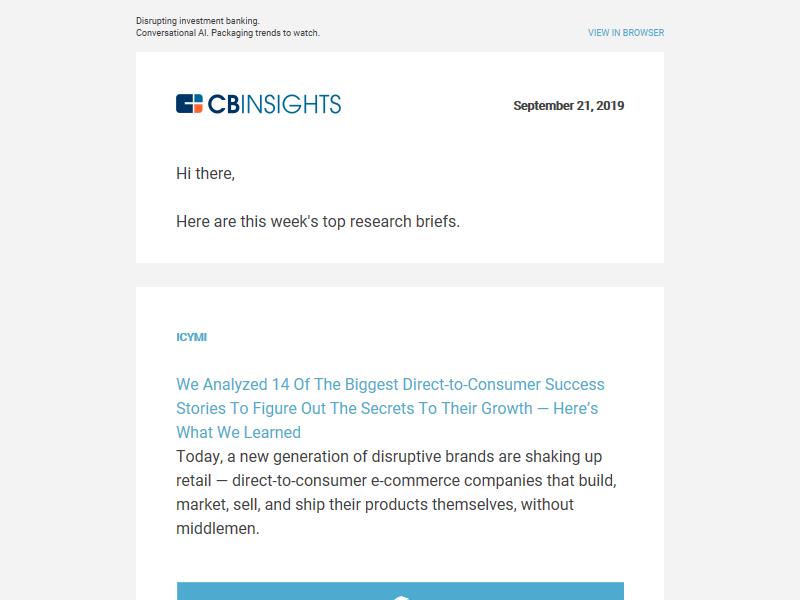 Disrupting investment banking.
Conversational AI. Packaging trends to watch.
VIEW IN BROWSER
CBINSIGHTS
September 21, 2019
Hi there,
Here are this week's top research briefs.
ICYMI
We Analyzed 14 Of The Biggest Direct-to-Consumer Success
Stories To Figure Out The Secrets To Their Growth — Here’s
What We Learned
Today, a new generation of disruptive brands are shaking up
retail — direct-to-consumer e-commerce companies that build,
market, sell, and ship their products themselves, without
middlemen.